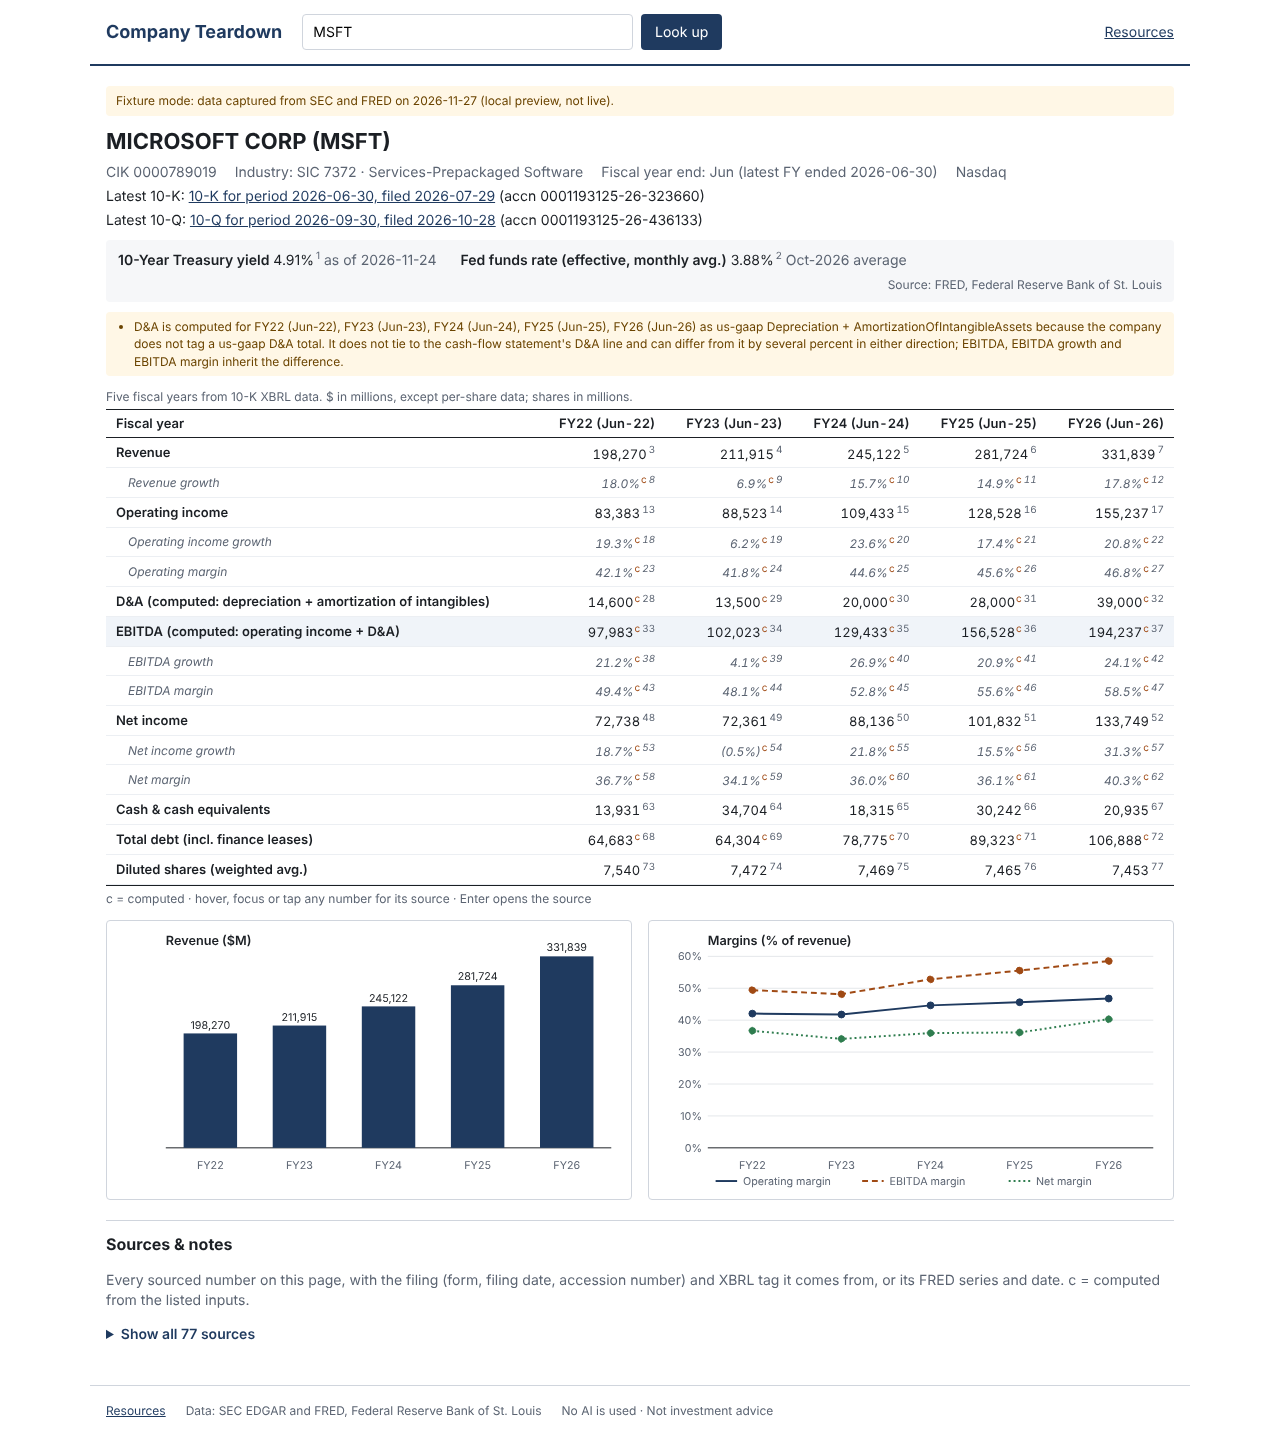 Company Teardown MSFT Look up Resources
Fixture mode: data captured from SEC and FRED on 2026-11-27 (local preview, not live).
MICROSOFT CORP (MSFT)
CIK 0000789019 Industry: SIC 7372 · Services-Prepackaged Software Fiscal year end: Jun (latest FY ended 2026-06-30) Nasdaq
Latest 10-K: 10-K for period 2026-06-30, filed 2026-07-29 (accn 0001193125-26-323660)
Latest 10-Q: 10-Q for period 2026-09-30, filed 2026-10-28 (accn 0001193125-26-436133)
10-Year Treasury yield 4.91% 1 as of 2026-11-24 Fed funds rate (effective, monthly avg.) 3.88% 2 Oct-2026 average
Source: FRED, Federal Reserve Bank of St. Louis
• D&A is computed for FY22 (Jun-22), FY23 (Jun-23), FY24 (Jun-24), FY25 (Jun-25), FY26 (Jun-26) as us-gaap Depreciation + AmortizationOfIntangibleAssets because the company
does not tag a us-gaap D&A total. It does not tie to the cash-flow statement's D&A line and can differ from it by several percent in either direction; EBITDA, EBITDA growth and
EBITDA margin inherit the difference.
Five fiscal years from 10-K XBRL data. $ in millions, except per-share data; shares in millions.
Fiscal year FY22 (Jun-22) FY23 (Jun-23) FY24 (Jun-24) FY25 (Jun-25) FY26 (Jun-26)
Revenue 198,270 3 211,915 4 245,122 5 281,724 6 331,839 7
Revenue growth 18.0% c 8 6.9% c 9 15.7% c 10 14.9% c 11 17.8% c 12
Operating income 83,383 13 88,523 14 109,433 15 128,528 16 155,237 17
Operating income growth 19.3% c 18 6.2% c 19 23.6% c 20 17.4% c 21 20.8% c 22
Operating margin 42.1% c 23 41.8% c 24 44.6% c 25 45.6% c 26 46.8% c 27
D&A (computed: depreciation + amortization of intangibles) 14,600 c 28 13,500 c 29 20,000 c 30 28,000 c 31 39,000 c 32
EBITDA (computed: operating income + D&A) 97,983 c 33 102,023 c 34 129,433 c 35 156,528 c 36 194,237 c 37
EBITDA growth 21.2% c 38 4.1% c 39 26.9% c 40 20.9% c 41 24.1% c 42
EBITDA margin 49.4% c 43 48.1% c 44 52.8% c 45 55.6% c 46 58.5% c 47
Net income 72,738 48 72,361 49 88,136 50 101,832 51 133,749 52
Net income growth 18.7% c 53 (0.5%) c 54 21.8% c 55 15.5% c 56 31.3% c 57
Net margin 36.7% c 58 34.1% c 59 36.0% c 60 36.1% c 61 40.3% c 62
Cash & cash equivalents 13,931 63 34,704 64 18,315 65 30,242 66 20,935 67
Total debt (incl. finance leases) 64,683 c 68 64,304 c 69 78,775 c 70 89,323 c 71 106,888 c 72
Diluted shares (weighted avg.) 7,540 73 7,472 74 7,469 75 7,465 76 7,453 77
c = computed · hover, focus or tap any number for its source · Enter opens the source
Revenue ($M)
331,839
281,724
245,122
211,915
198,270
FY22 FY23 FY24 FY25 FY26
Margins (% of revenue)
60%
50%
40%
30%
20%
10%
0%
FY22 FY23 FY24 FY25 FY26
Operating margin EBITDA margin Net margin
Sources & notes
Every sourced number on this page, with the filing (form, filing date, accession number) and XBRL tag it comes from, or its FRED series and date. c = computed
from the listed inputs.
Show all 77 sources
Resources Data: SEC EDGAR and FRED, Federal Reserve Bank of St. Louis No AI is used · Not investment advice